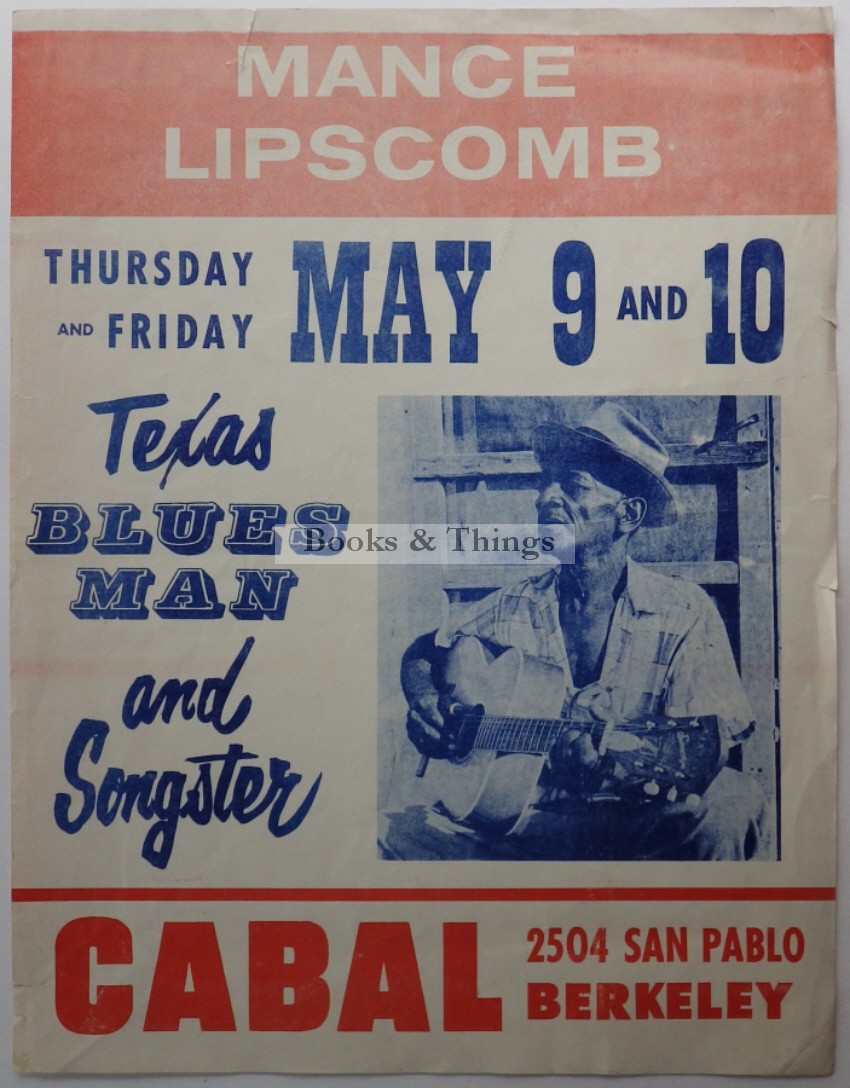 MANCE
LIPSCOMB
THURSDAY
AND FRIDAY
MAY 9 AND 10
Texas
BLUES
MAN
and
Songster
Books & Things
CABAL
2504 SAN PABLO
BERKELEY